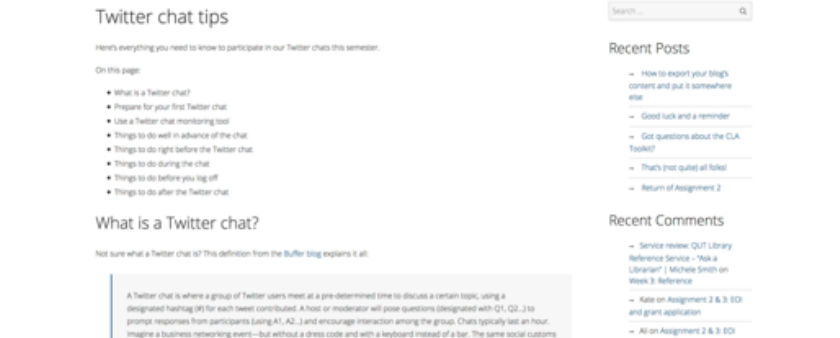 Twitter chat tips
Here's everything you need to know to participate in our Twitter chats this semester.
On this page:
What is a Twitter chat?
Prepare for your first Twitter chat
Use a Twitter chat monitoring tool
Things to do well in advance of the chat
Things to do right before the Twitter chat
Things to do during the chat
Things to do before you log off
Things to do after the Twitter chat
What is a Twitter chat?
Not sure what a Twitter chat is? This definition from the Buffer blog explains it all:
A Twitter chat is where a group of Twitter users meet at a pre-determined time to discuss a certain topic, using a
designated hashtag (#) for each tweet contributed. A host or moderator will pose questions (designated with Q1, Q2...) to
prompt responses from participants (using A1, A2...) and encourage interaction among the group. Chats typically last an hour.
Imagine a business networking event—but without a dress code and with a keyboard instead of a bar. The same social customs
Search ...
Recent Posts
→ How to export your blog's
content and put it somewhere
else
→ Good luck and a reminder
→ Got questions about the CLA
Toolkit?
→ That's (not quite) all folks!
→ Return of Assignment 2
Recent Comments
→ Service review: QUT Library
Reference Service – "Ask a
Librarian" | Michele Smith on
Week 3: Reference
→ Kate on Assignment 2 & 3: EOI
and grant application
→ Ali on Assignment 2 & 3: EOI